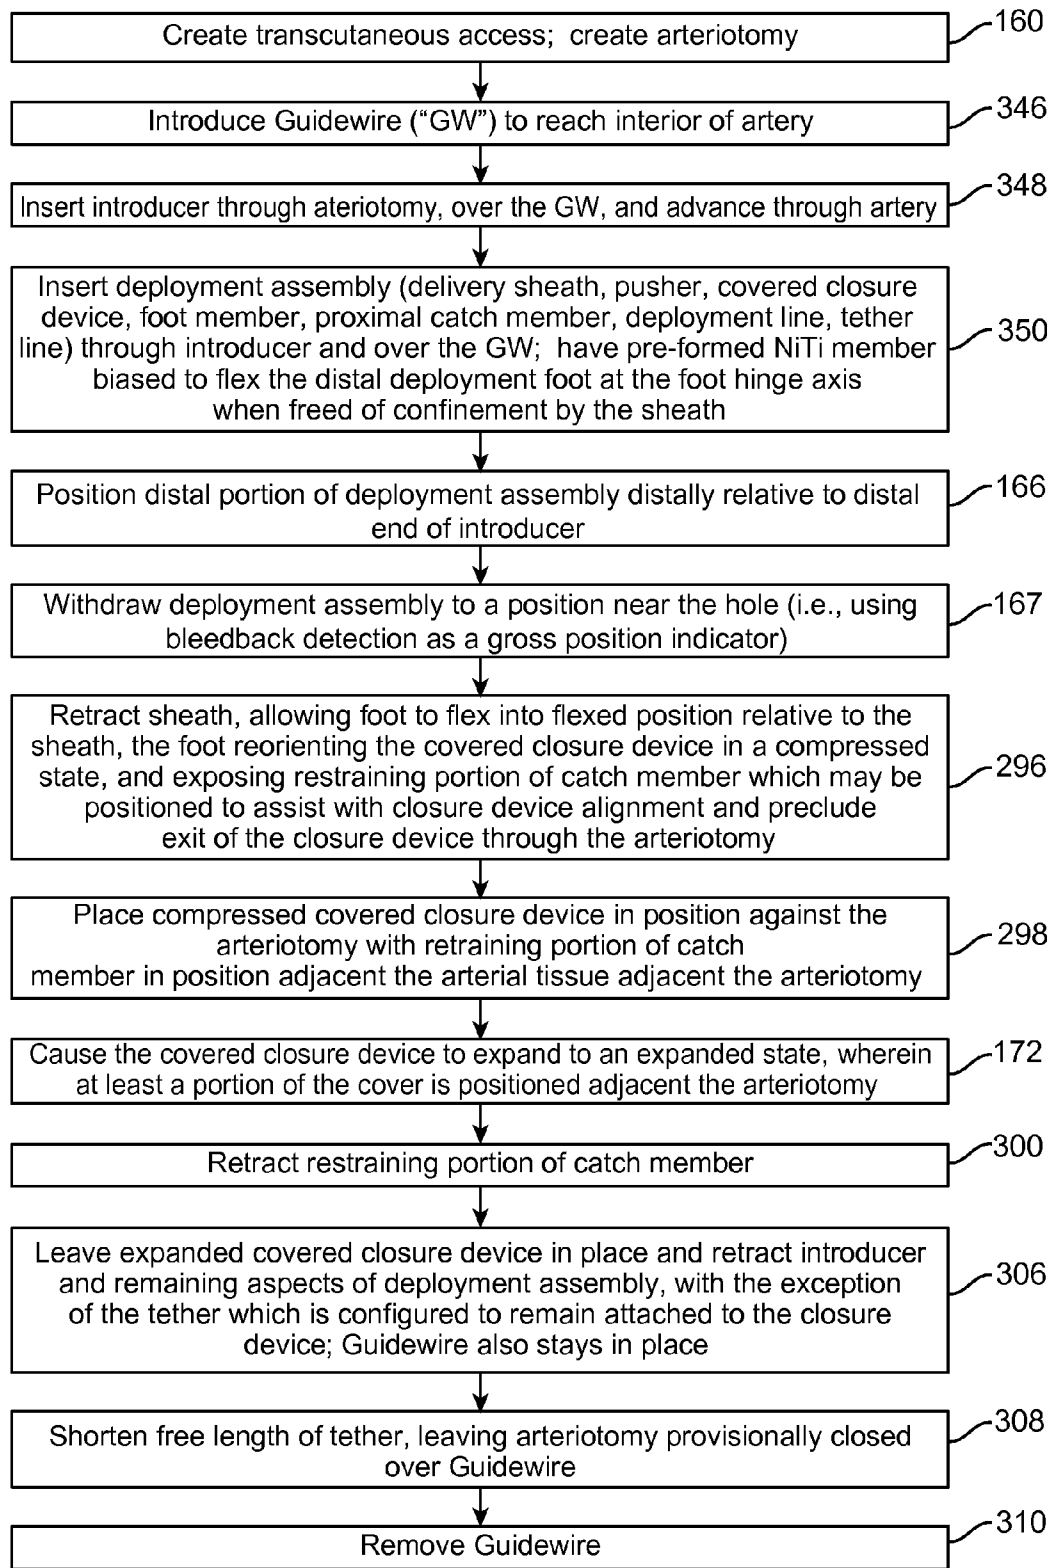 Create transcutaneous access; create arteriotomy
160
Introduce Guidewire (“GW”) to reach interior of artery
346
Insert introducer through ateriotomy, over the GW, and advance through artery
348
Insert deployment assembly (delivery sheath, pusher, covered closure
device, foot member, proximal catch member, deployment line, tether
line) through introducer and over the GW; have pre-formed NiTi member
biased to flex the distal deployment foot at the foot hinge axis
when freed of confinement by the sheath
350
Position distal portion of deployment assembly distally relative to distal
end of introducer
166
Withdraw deployment assembly to a position near the hole (i.e., using
bleedback detection as a gross position indicator)
167
Retract sheath, allowing foot to flex into flexed position relative to the
sheath, the foot reorienting the covered closure device in a compressed
state, and exposing restraining portion of catch member which may be
positioned to assist with closure device alignment and preclude
exit of the closure device through the arteriotomy
296
Place compressed covered closure device in position against the
arteriotomy with retraining portion of catch
member in position adjacent the arterial tissue adjacent the arteriotomy
298
Cause the covered closure device to expand to an expanded state, wherein
at least a portion of the cover is positioned adjacent the arteriotomy
172
Retract restraining portion of catch member
300
Leave expanded covered closure device in place and retract introducer
and remaining aspects of deployment assembly, with the exception
of the tether which is configured to remain attached to the closure
device; Guidewire also stays in place
306
Shorten free length of tether, leaving arteriotomy provisionally closed
over Guidewire
308
Remove Guidewire
310